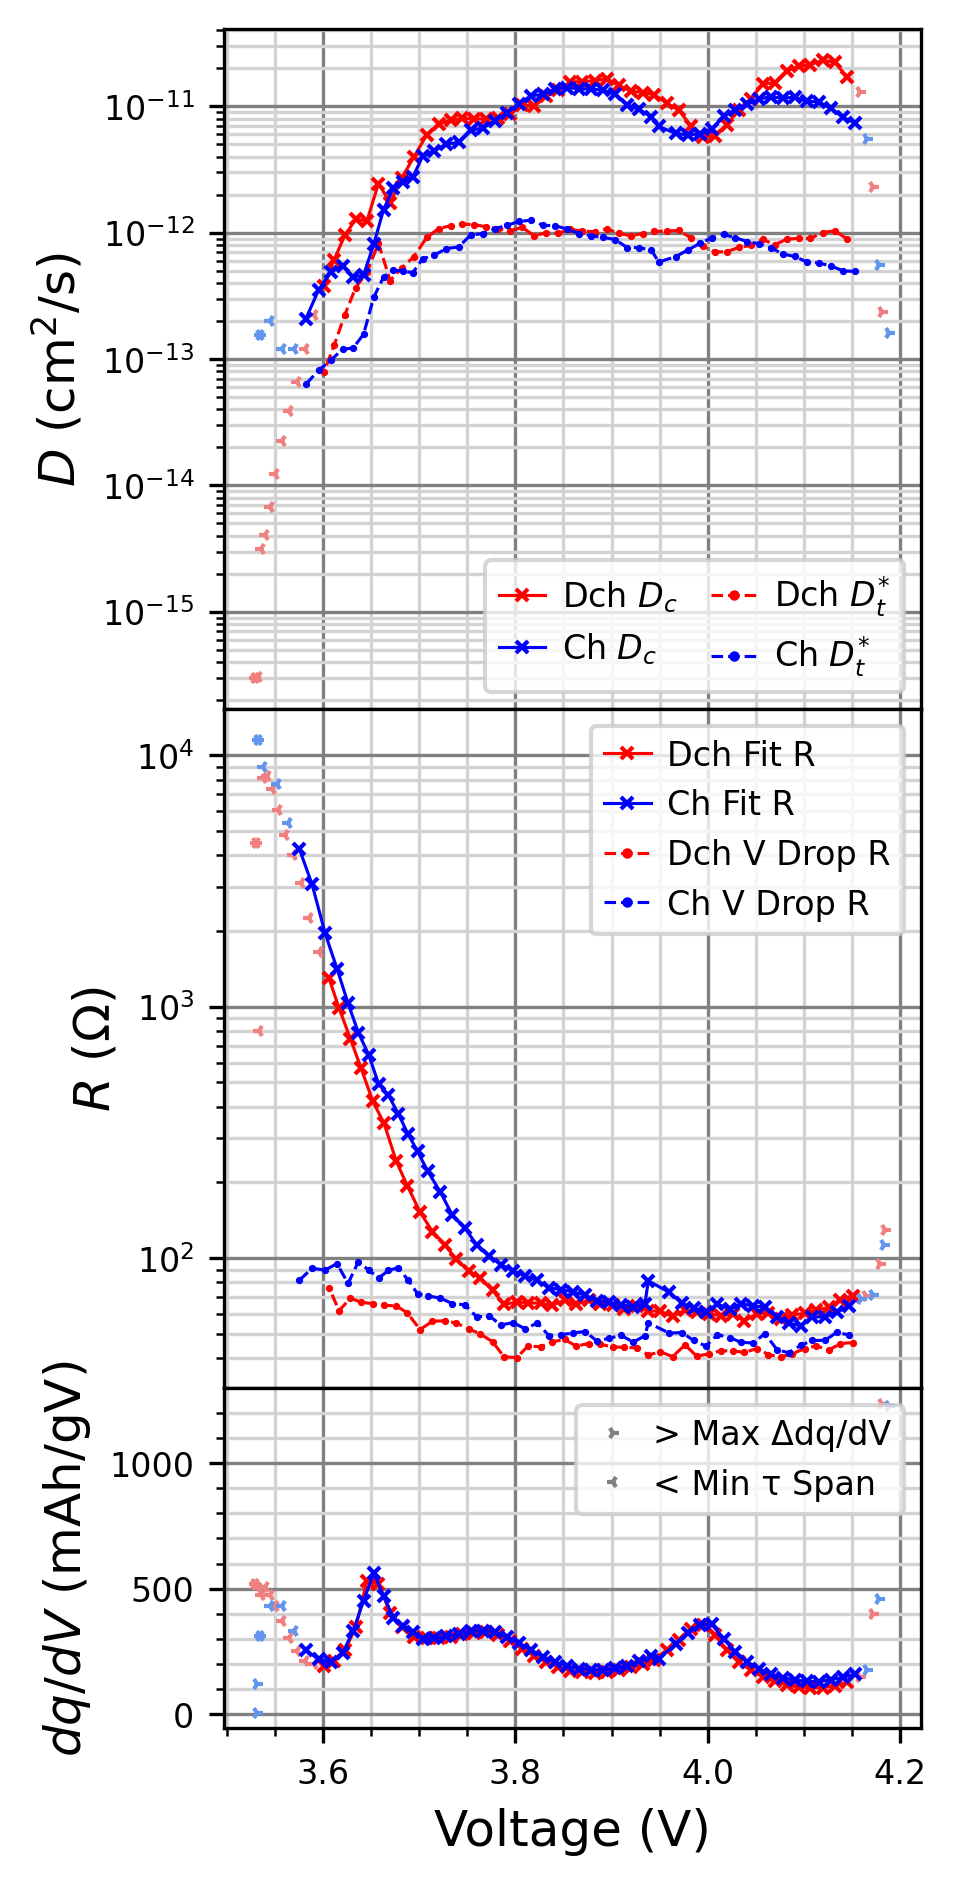 D (cm²/s)
10⁻¹¹
10⁻¹²
10⁻¹³
10⁻¹⁴
10⁻¹⁵
Dch D_c
Ch D_c
Dch D_t^*
Ch D_t^*
R (Ω)
10⁴
10³
10²
Dch Fit R
Ch Fit R
Dch V Drop R
Ch V Drop R
dq/dV (mAh/gV)
1000
500
0
> Max Δdq/dV
< Min τ Span
3.6 3.8 4.0 4.2
Voltage (V)